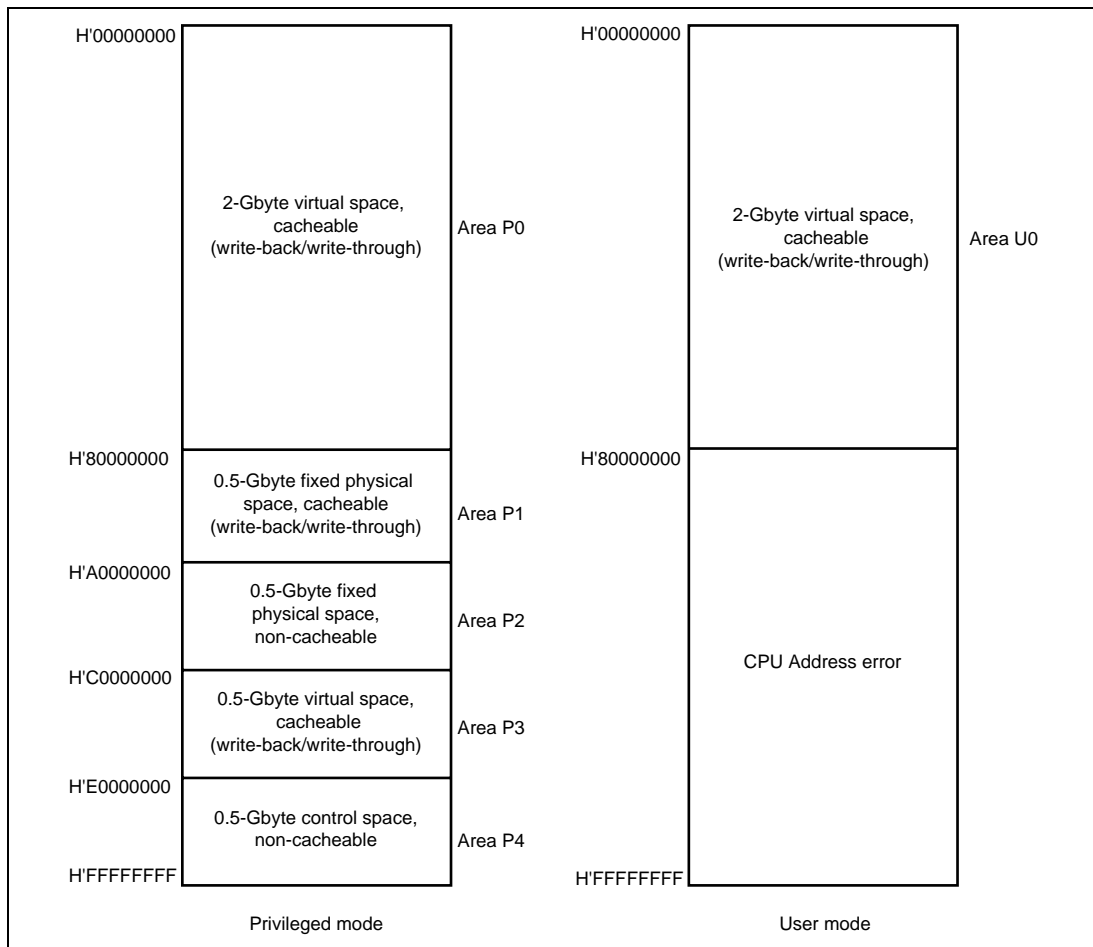 H'00000000
2-Gbyte virtual space,
cacheable
(write-back/write-through)
Area P0
H'80000000
0.5-Gbyte fixed physical
space, cacheable
(write-back/write-through)
Area P1
H'A0000000
0.5-Gbyte fixed
physical space,
non-cacheable
Area P2
H'C0000000
0.5-Gbyte virtual space,
cacheable
(write-back/write-through)
Area P3
H'E0000000
0.5-Gbyte control space,
non-cacheable
Area P4
H'FFFFFFFF
Privileged mode
H'00000000
2-Gbyte virtual space,
cacheable
(write-back/write-through)
Area U0
H'80000000
CPU Address error
H'FFFFFFFF
User mode